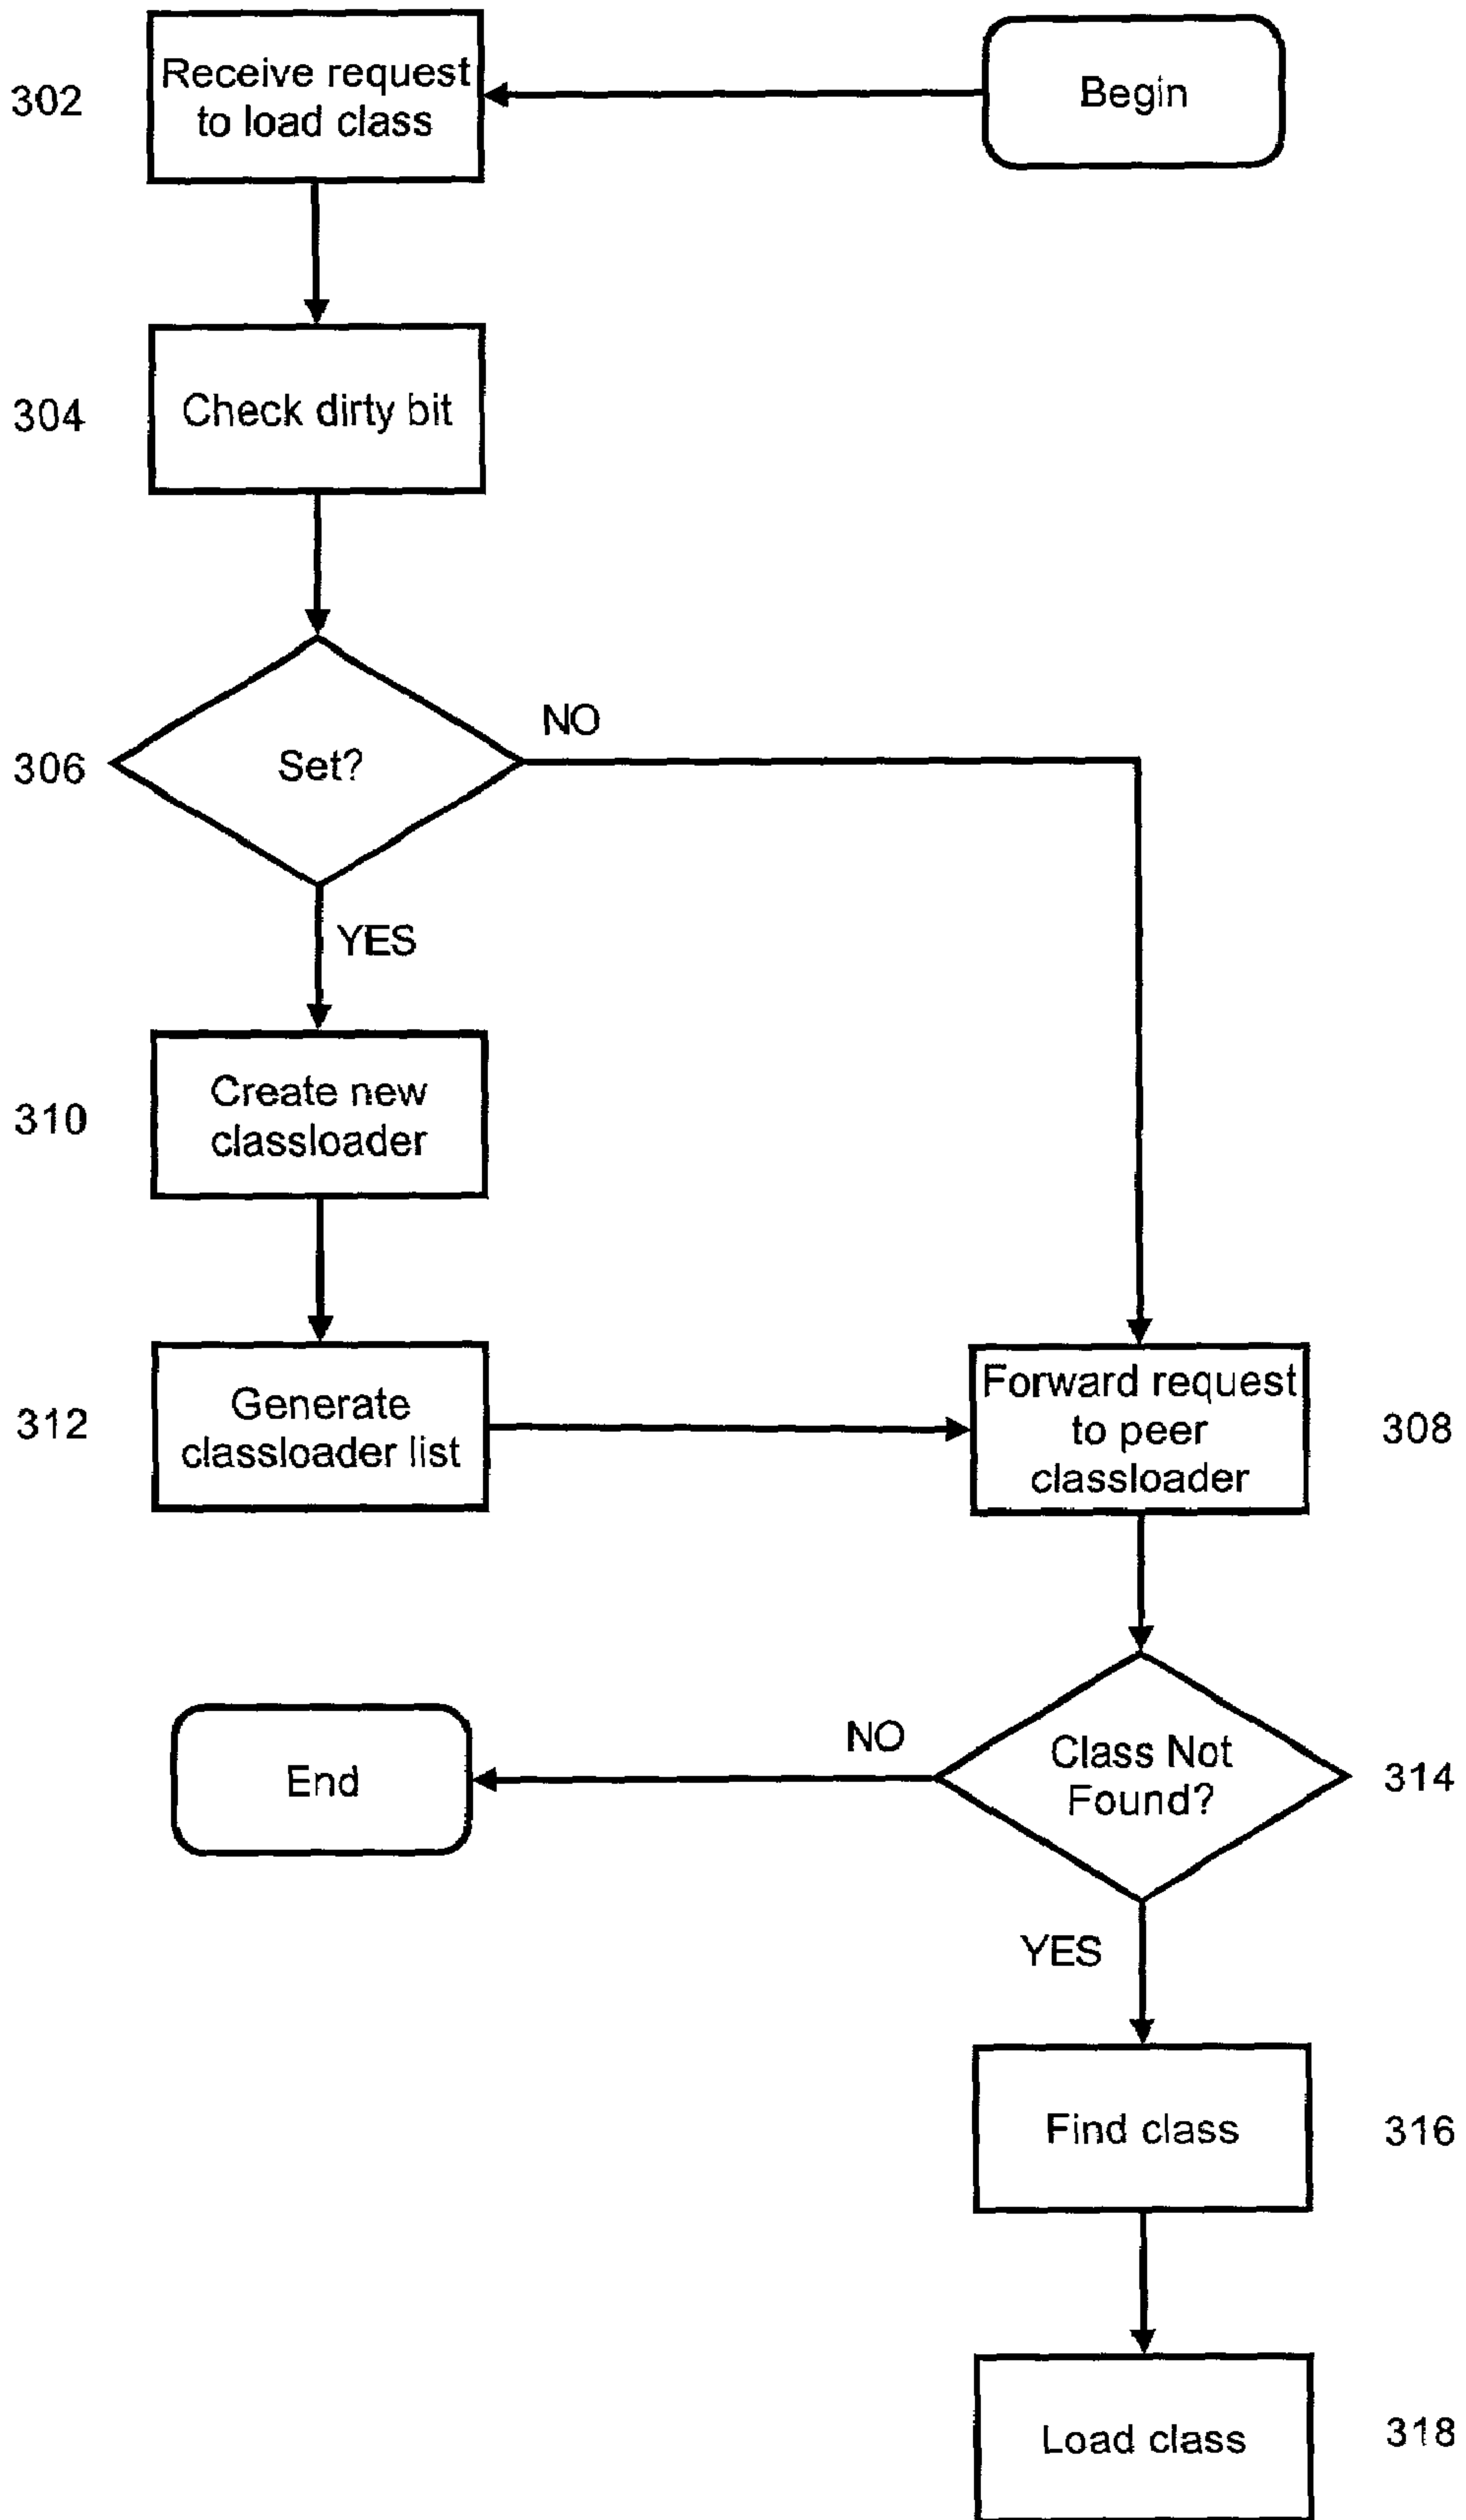 Begin
302
Receive request
to load class
304
Check dirty bit
306
Set?
NO
YES
310
Create new
classloader
312
Generate
classloader list
Forward request
to peer
classloader
308
End
NO
Class Not
Found?
314
YES
Find class
316
Load class
318